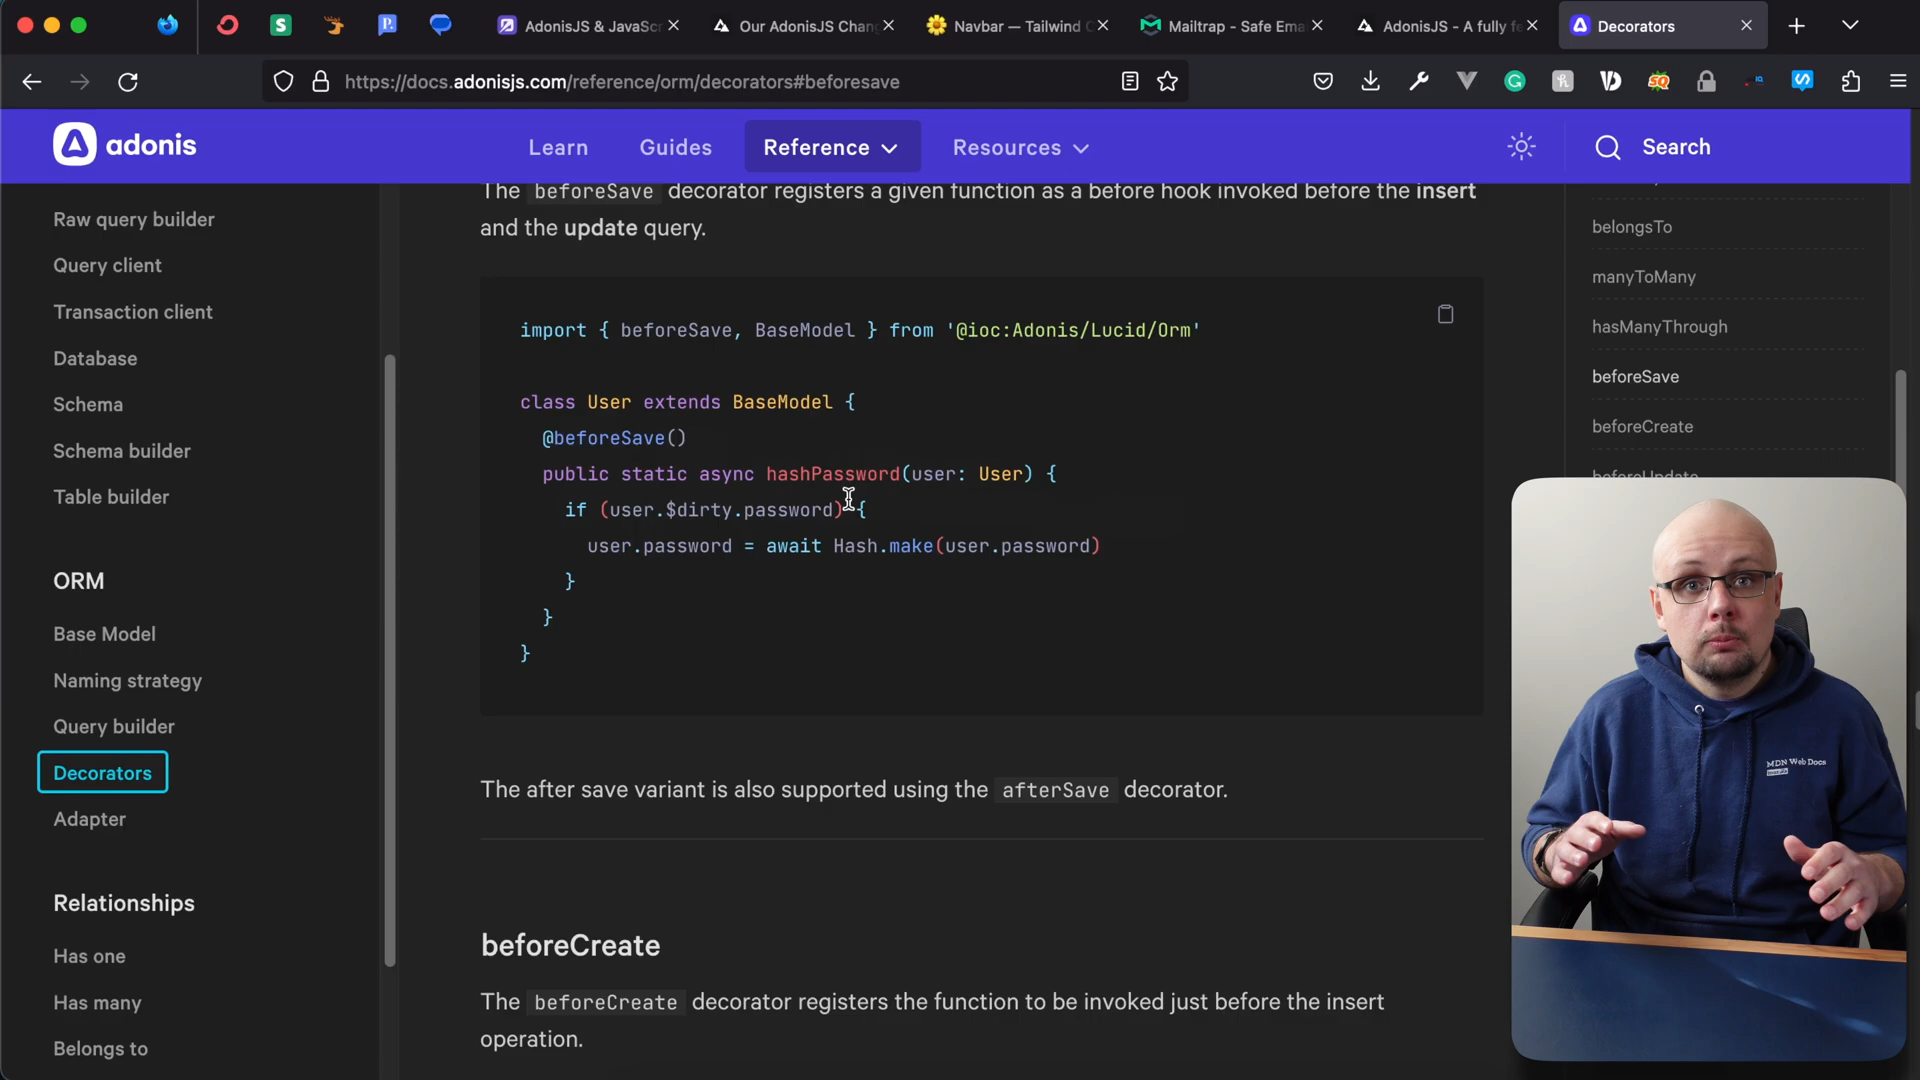 AdonisJS & JavaSc
Our AdonisJS Chan
Navbar — Tailwind C
Mailtrap - Safe Ema
AdonisJS - A fully fe
Decorators
https://docs.adonisjs.com/reference/orm/decorators#beforesave
adonis
Learn
Guides
Reference
Resources
Search
Raw query builder
Query client
Transaction client
Database
Schema
Schema builder
Table builder
ORM
Base Model
Naming strategy
Query builder
Decorators
Adapter
Relationships
Has one
Has many
Belongs to
The beforeSave decorator registers a given function as a before hook invoked before the insert
and the update query.
import { beforeSave, BaseModel } from '@ioc:Adonis/Lucid/Orm'
class User extends BaseModel {
@beforeSave()
public static async hashPassword(user: User) {
if (user.$dirty.password) {
user.password = await Hash.make(user.password)
}
}
}
The after save variant is also supported using the afterSave decorator.
beforeCreate
The beforeCreate decorator registers the function to be invoked just before the insert
operation.
belongsTo
manyToMany
hasManyThrough
beforeSave
beforeCreate
beforeUpdate
MDN Web Docs